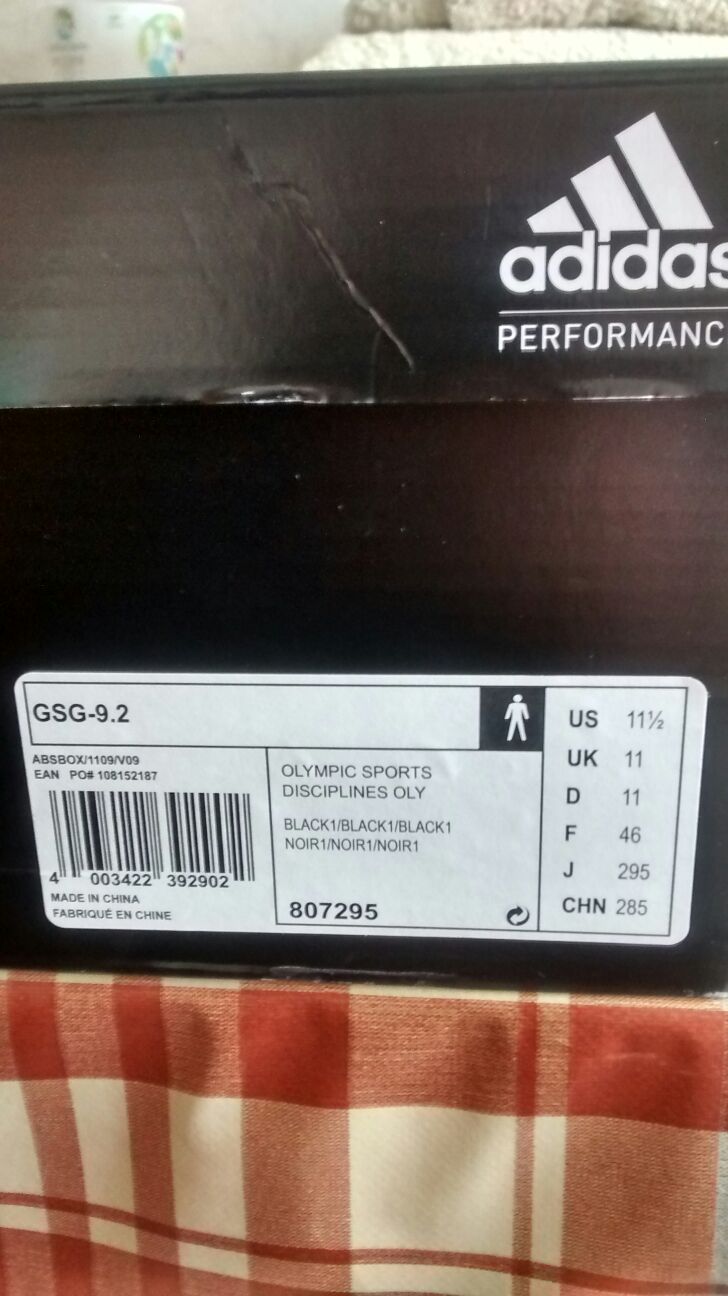 adidas
PERFORMANC
GSG-9.2
ABSBOX/1109/V09
EAN PO# 108152187
4 003422 392902
MADE IN CHINA
FABRIQUÉ EN CHINE
OLYMPIC SPORTS
DISCIPLINES OLY
BLACK1/BLACK1/BLACK1
NOIR1/NOIR1/NOIR1
807295
US 11½
UK 11
D 11
F 46
J 295
CHN 285